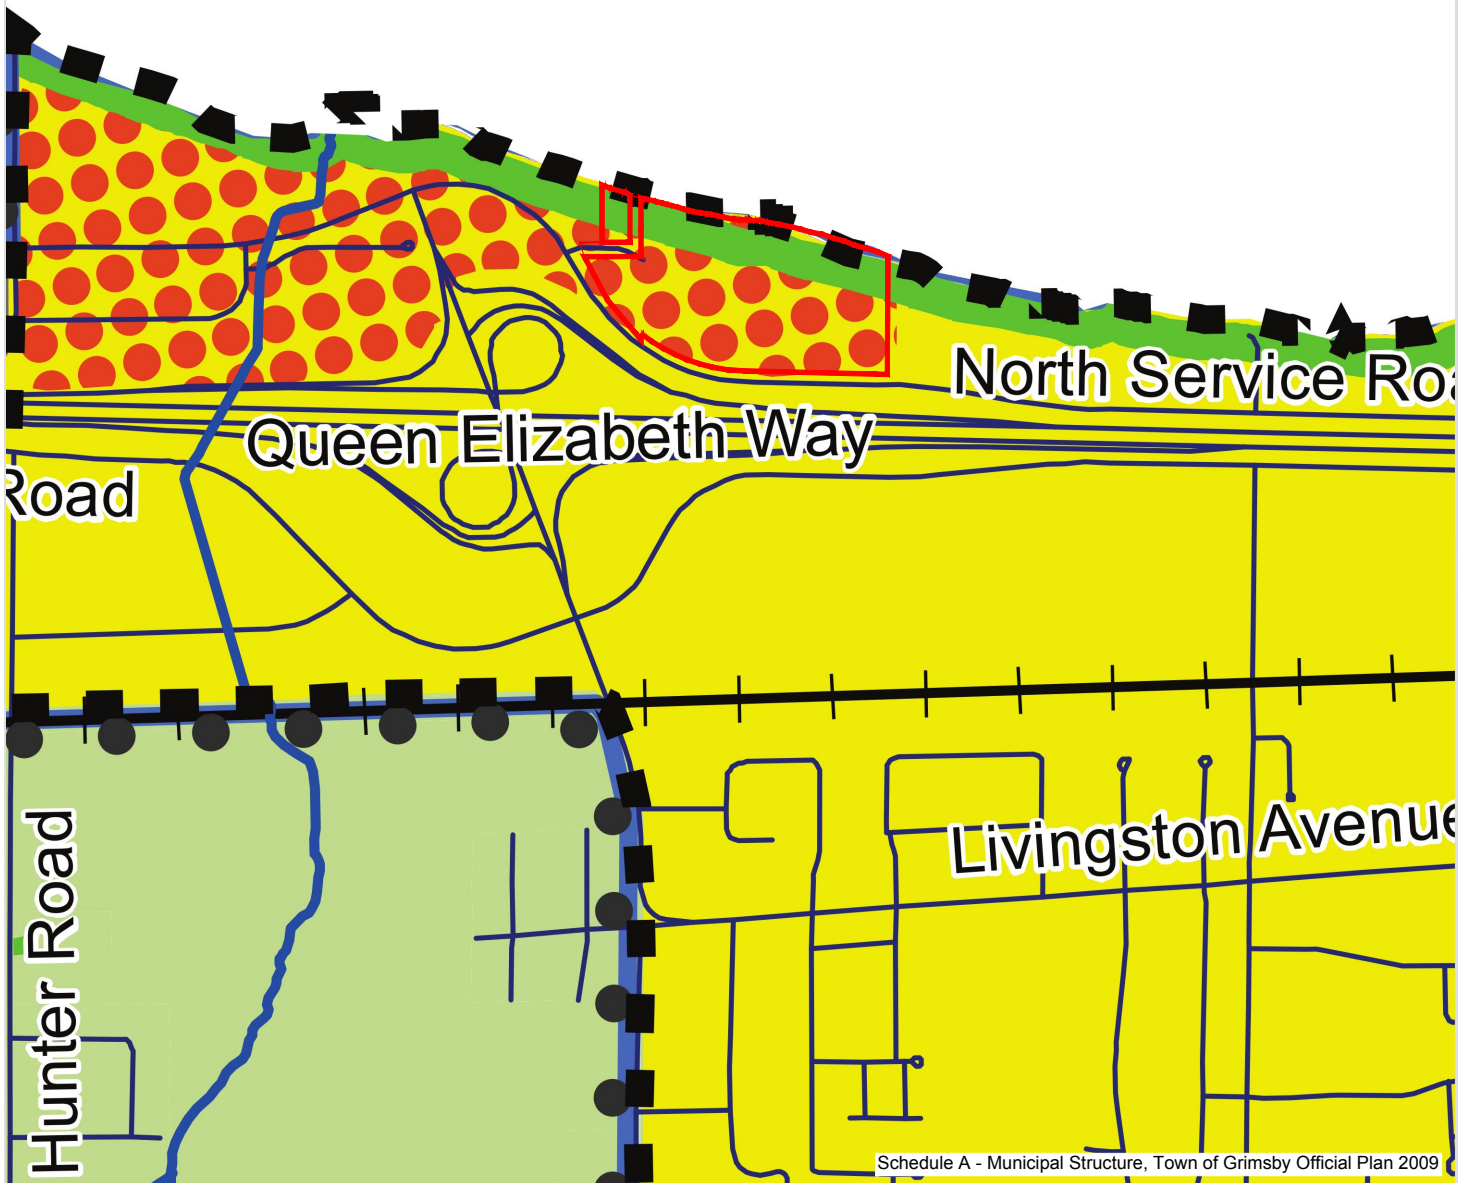 North Service Roa
Queen Elizabeth Way
Road
Livingston Avenue
Hunter Road
Schedule A - Municipal Structure, Town of Grimsby Official Plan 2009